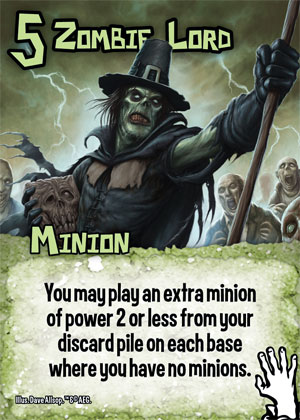 5 Zombie Lord
Minion
You may play an extra minion
of power 2 or less from your
discard pile on each base
where you have no minions.
Illus. Dave Allsop. ™&© AEG.